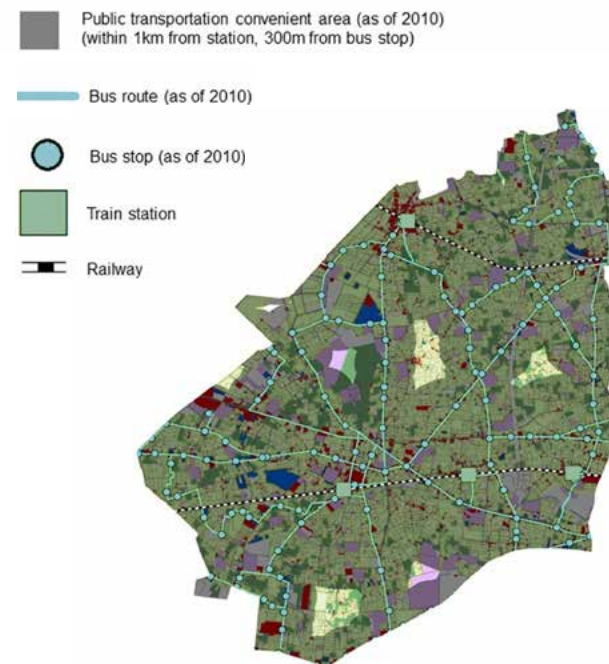 Public transportation convenient area (as of 2010)
(within 1km from station, 300m from bus stop)
Bus route (as of 2010)
Bus stop (as of 2010)
Train station
Railway